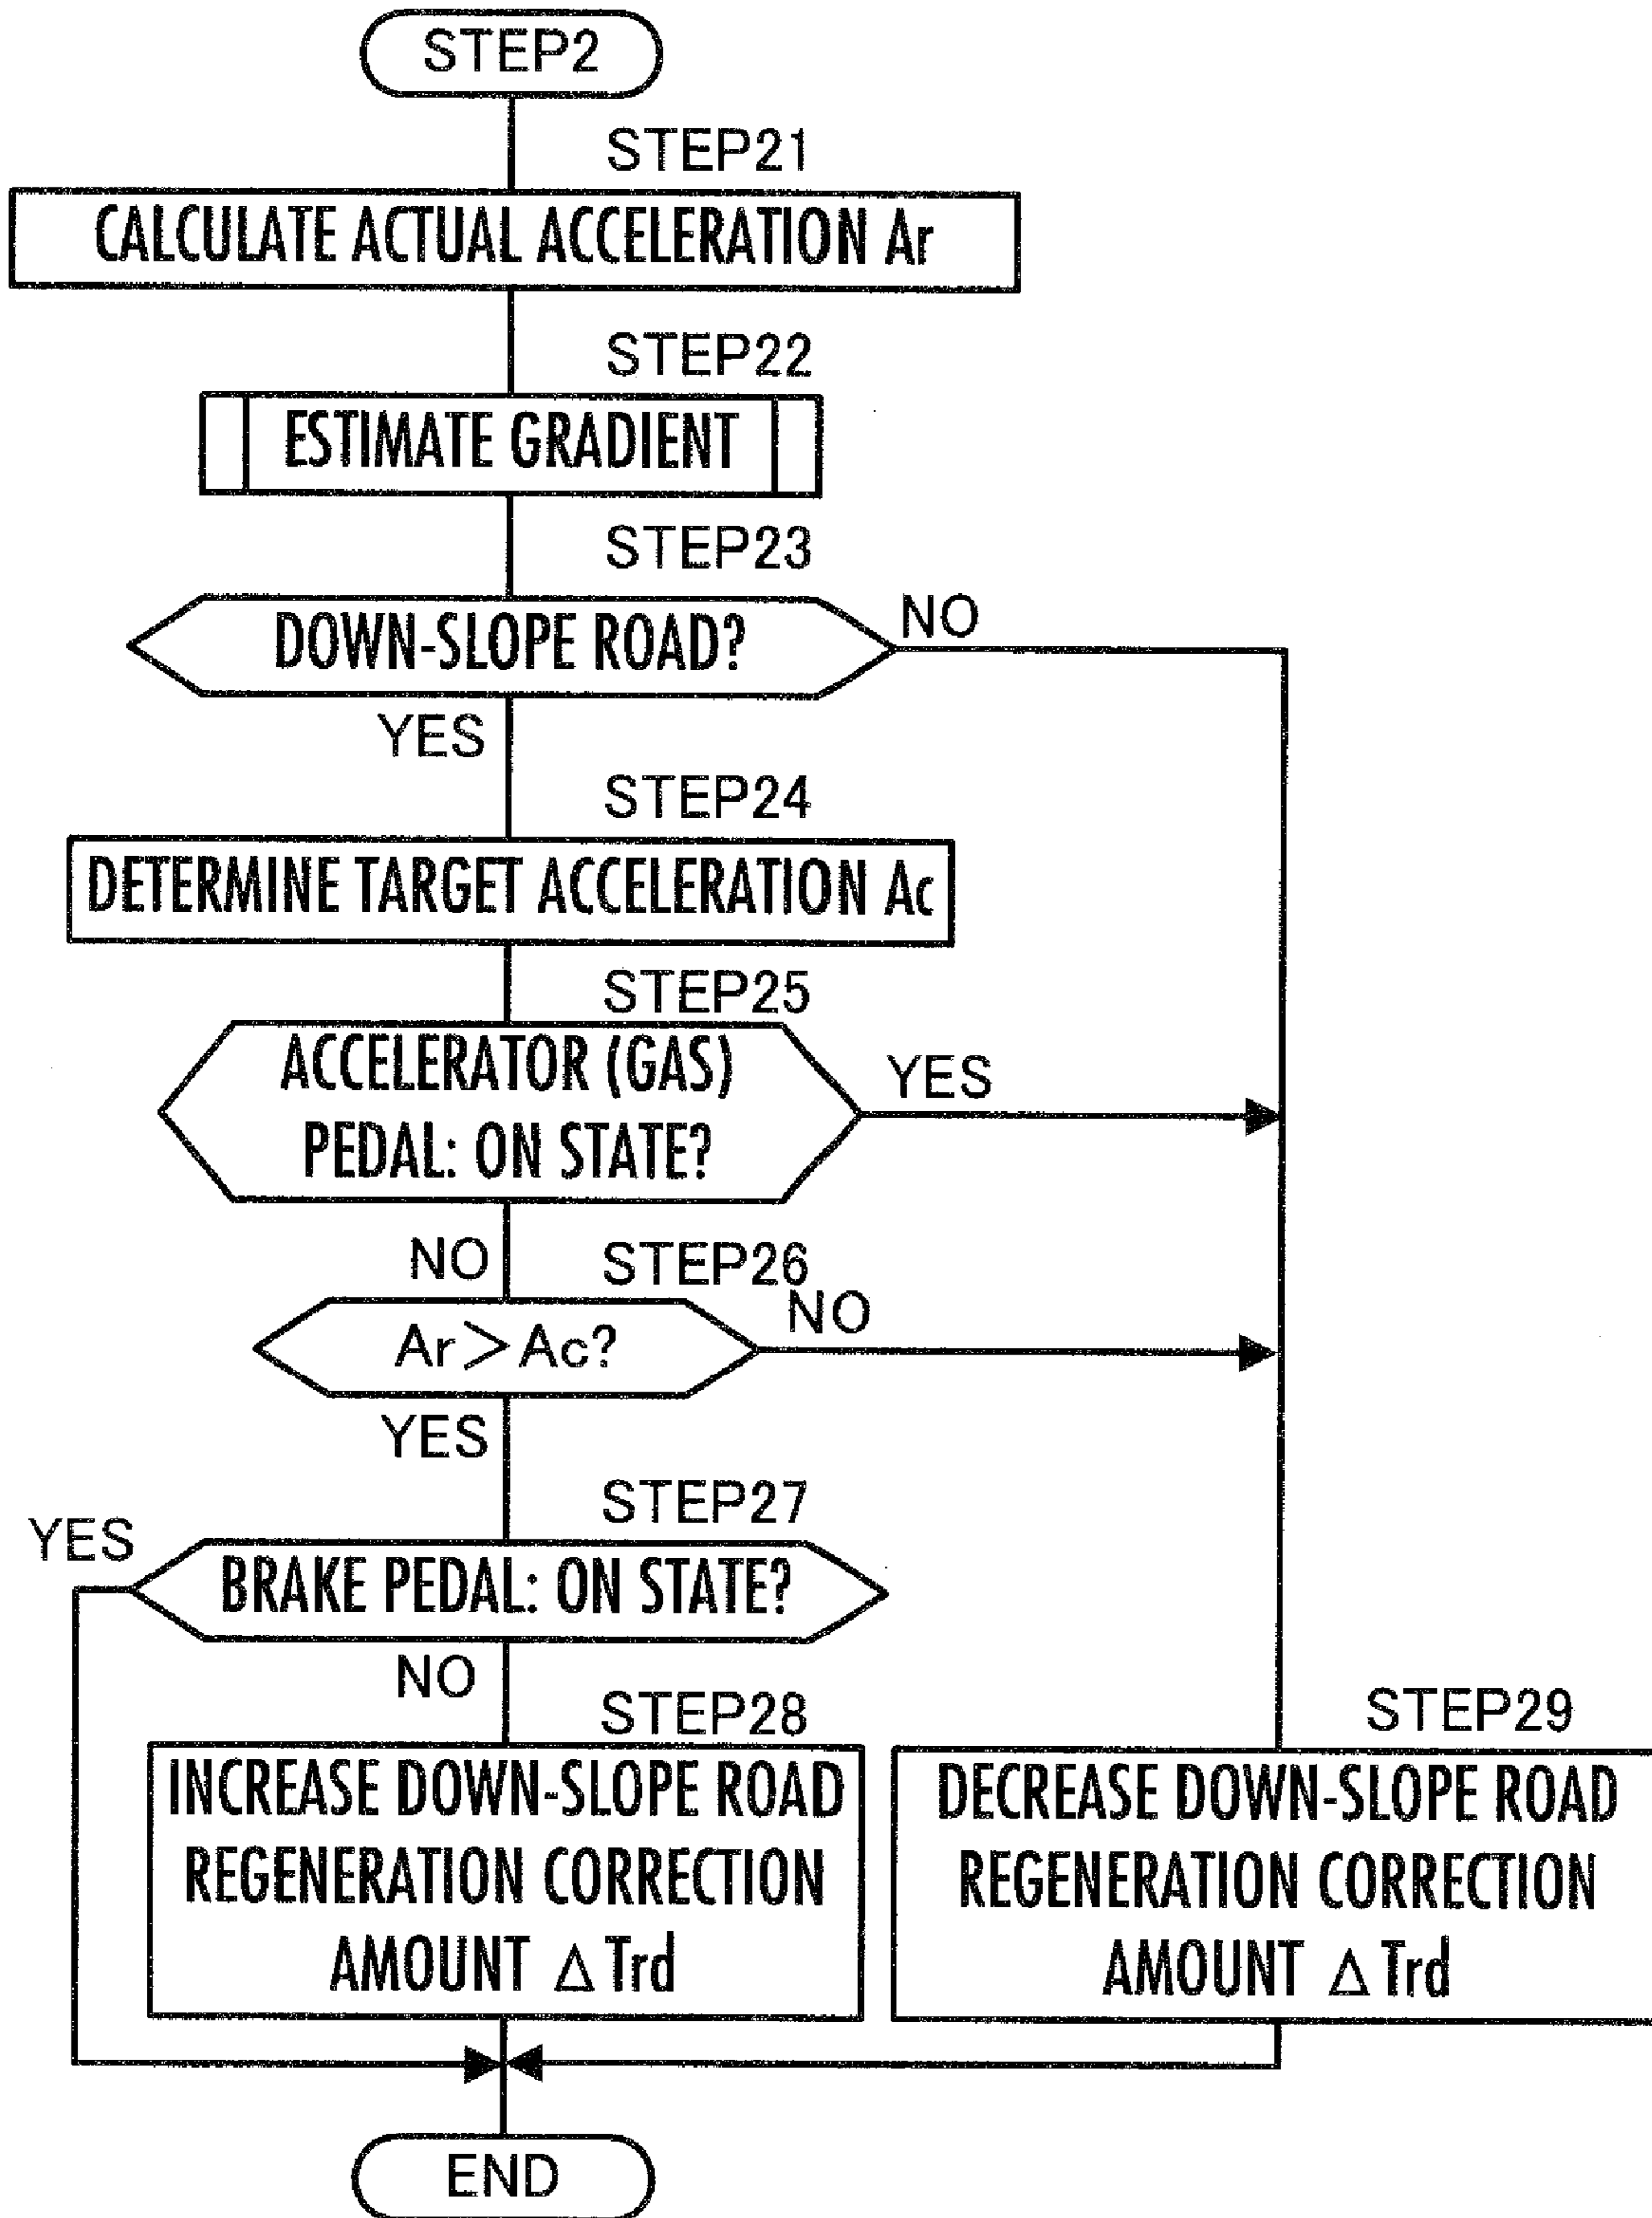 STEP2
STEP21
CALCULATE ACTUAL ACCELERATION Ar
STEP22
ESTIMATE GRADIENT
STEP23
DOWN-SLOPE ROAD?
NO
YES
STEP24
DETERMINE TARGET ACCELERATION Ac
STEP25
ACCELERATOR (GAS)
PEDAL: ON STATE?
YES
NO
STEP26
Ar>Ac?
NO
YES
STEP27
YES
BRAKE PEDAL: ON STATE?
NO
STEP28
INCREASE DOWN-SLOPE ROAD
REGENERATION CORRECTION
AMOUNT △ Trd
STEP29
DECREASE DOWN-SLOPE ROAD
REGENERATION CORRECTION
AMOUNT △ Trd
END